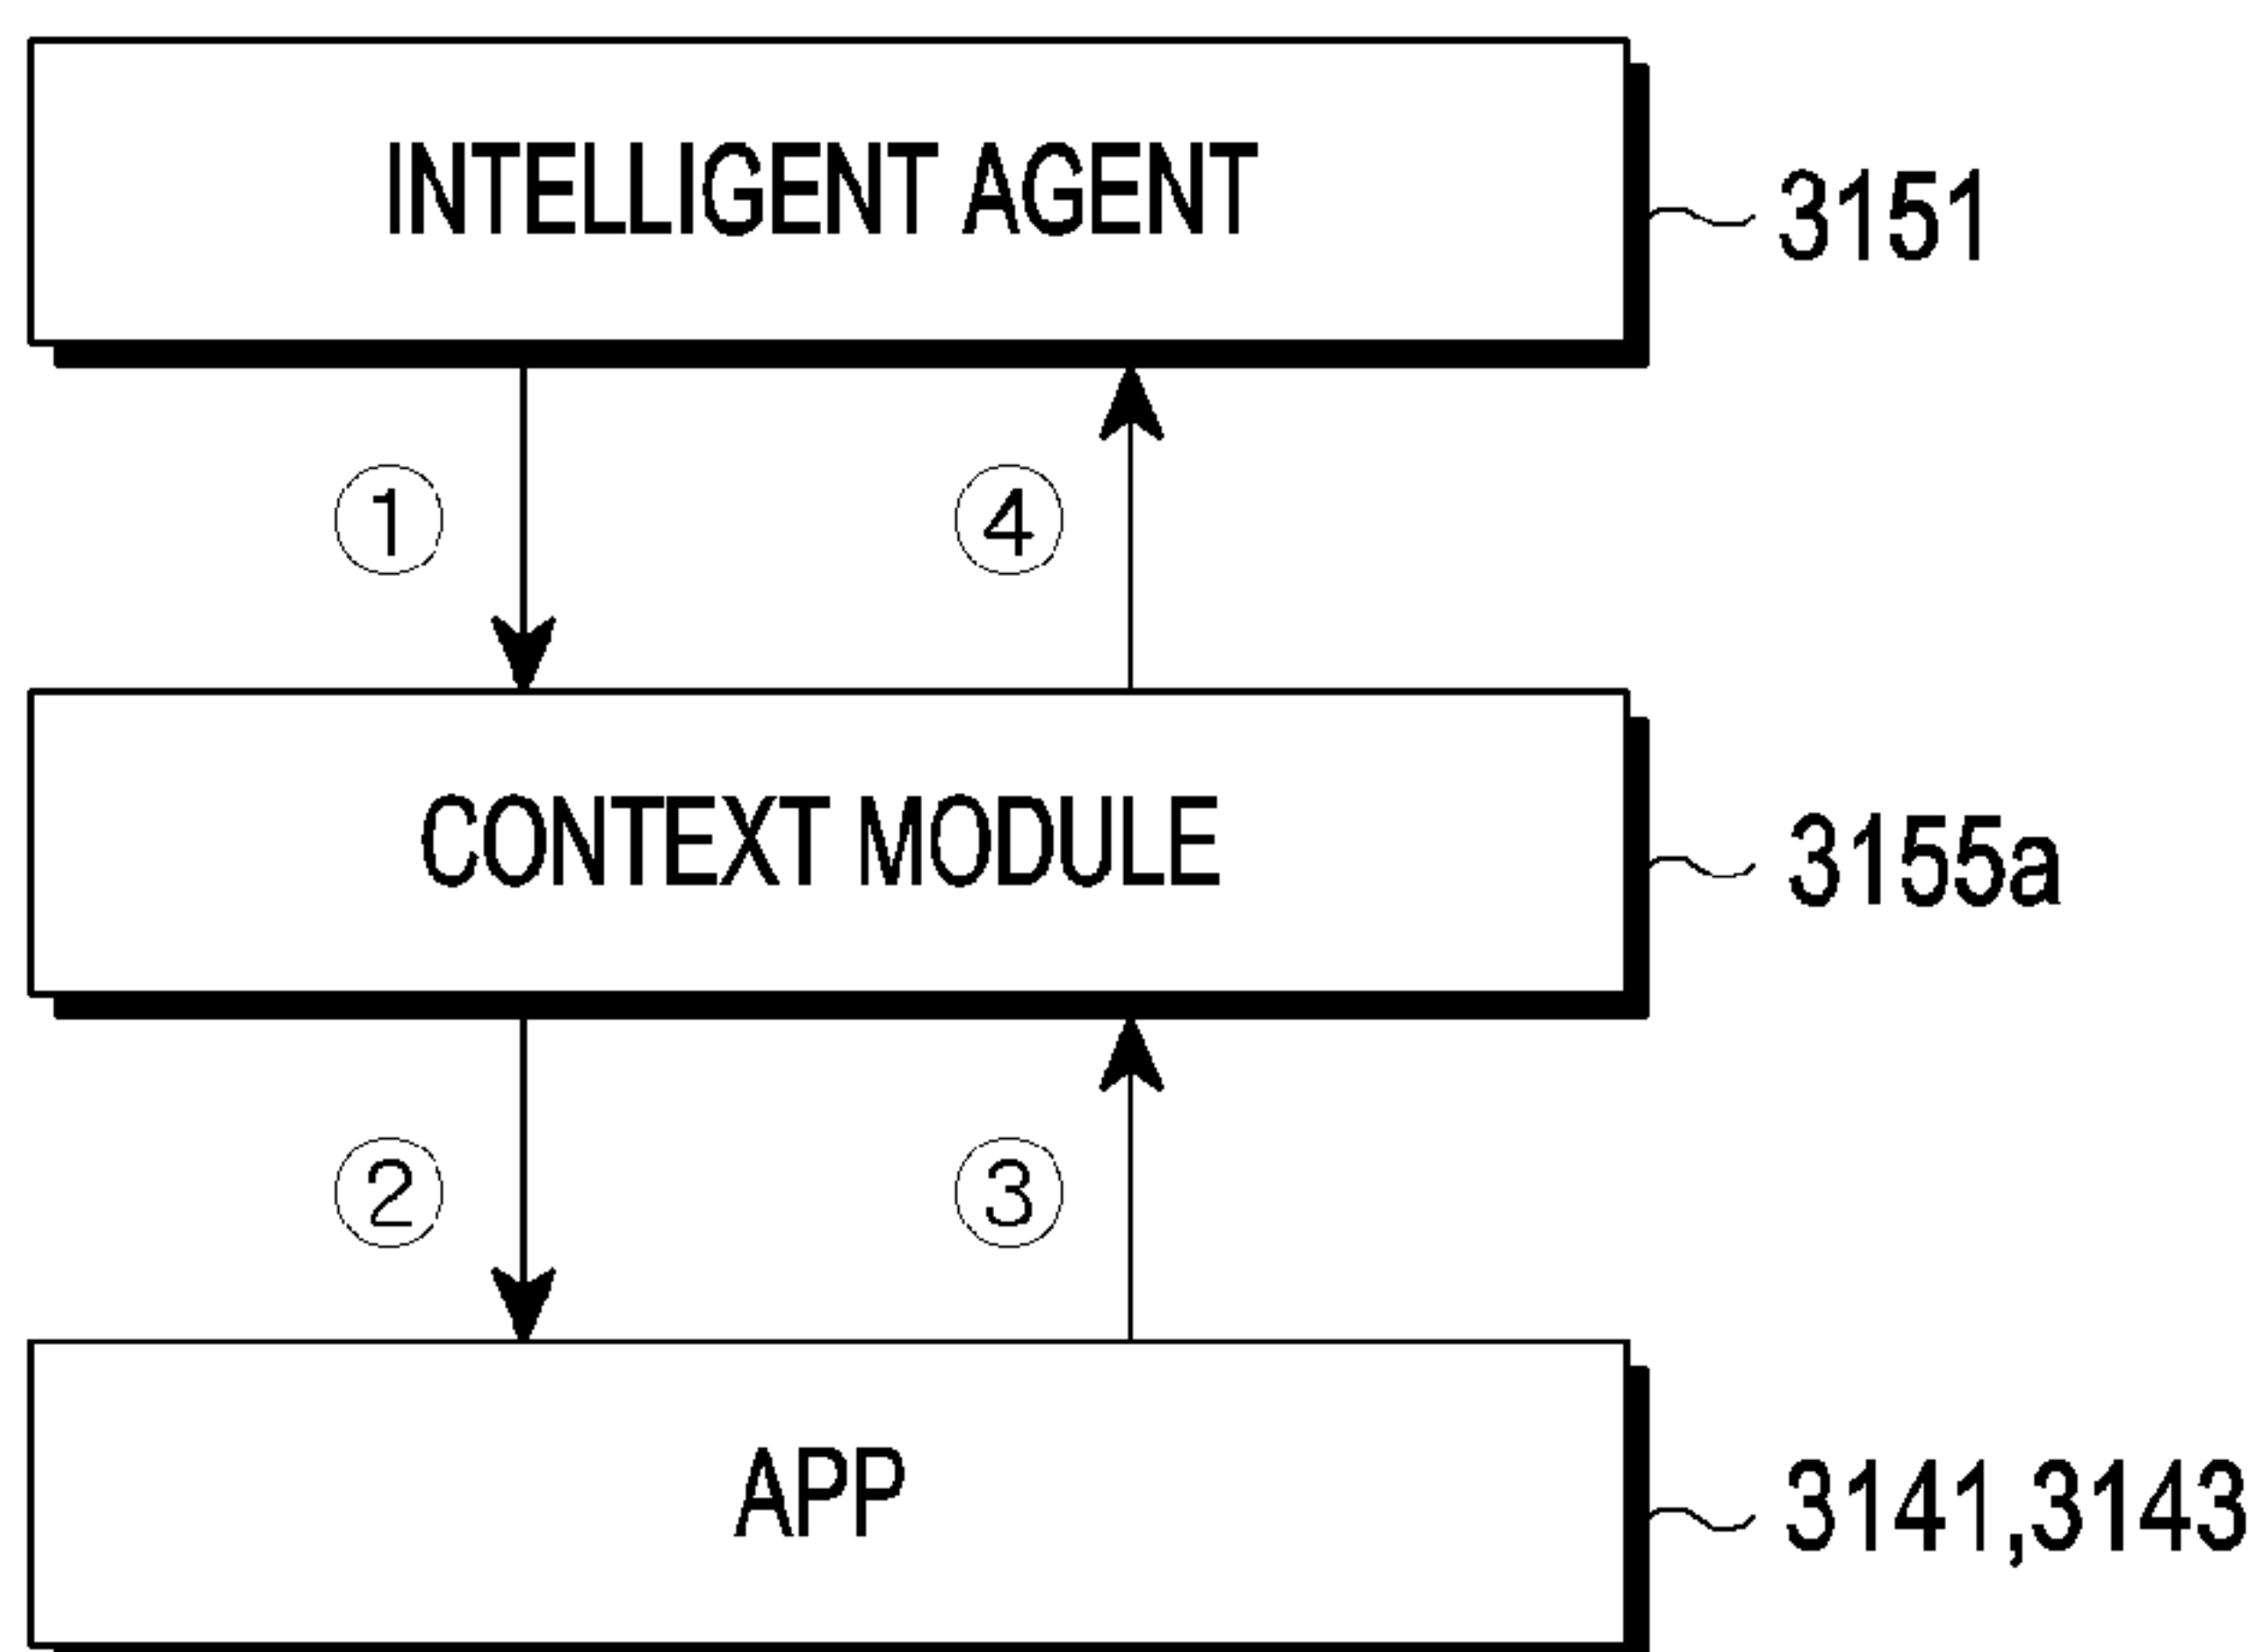 INTELLIGENT AGENT
3151
① ④
CONTEXT MODULE
3155a
② ③
APP
3141,3143